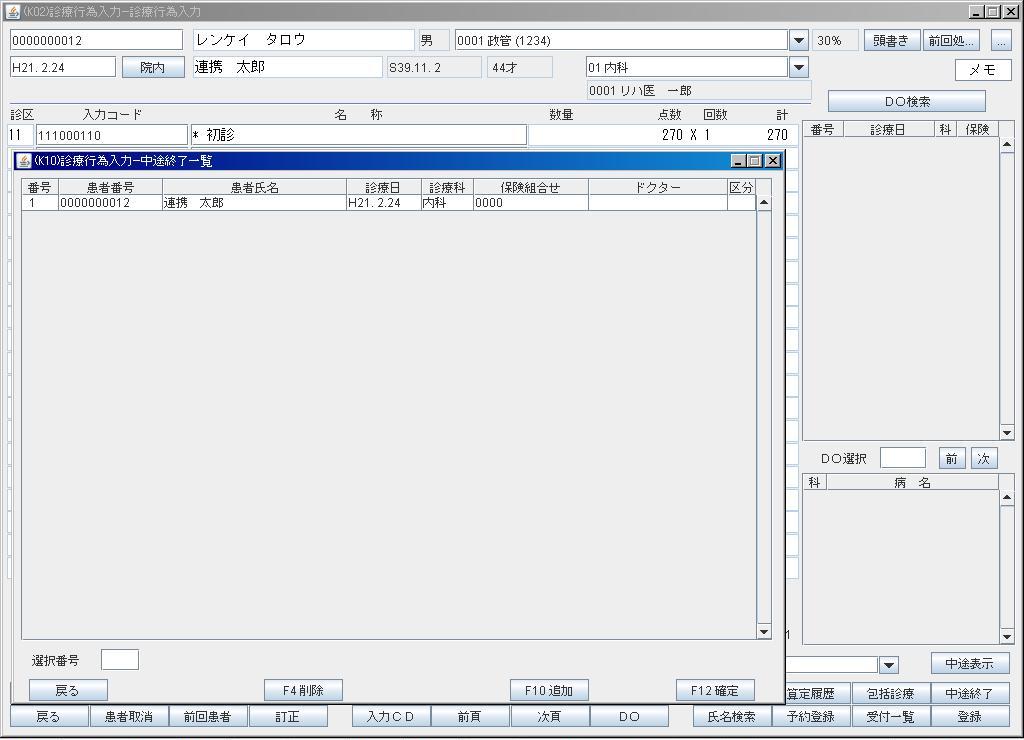 (K02)診療行為入力-診療行為入力
0000000012 レンケイ　タロウ 男 0001 政管 (1234) 30% 頭書き 前回処... ...
H21. 2.24 院内 連携　太郎 S39.11. 2 44才 01 内科 メモ
0001 リハ医　一郎
DO検索
診区 入力コード 名　称 数量 点数 回数 計
11 111000110 * 初診 270 X 1 270
番号 診療日 科 保険
(K10)診療行為入力-中途終了一覧
番号 患者番号 患者氏名 診療日 診療科 保険組合せ ドクター 区分
1 0000000012 連携　太郎 H21. 2.24 内科 0000
DO選択 前 次
科 病　名
選択番号
中途表示
戻る F4 削除 F10 追加 F12 確定
算定履歴 包括診療 中途終了
戻る 患者取消 前回患者 訂正 入力CD 前頁 次頁 DO 氏名検索 予約登録 受付一覧 登録